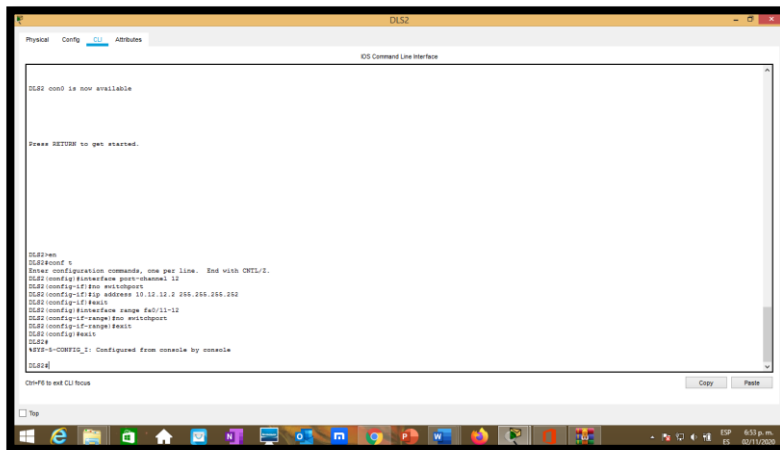 DLS2
Physical Config CLI Attributes
IOS Command Line Interface
DLS2 con0 is now available
Press RETURN to get started.
DLS2>en
DLS2#conf t
Enter configuration commands, one per line. End with CNTL/Z.
DLS2(config)#interface port-channel 12
DLS2(config-if)#no switchport
DLS2(config-if)#ip address 10.12.12.2 255.255.255.252
DLS2(config-if)#exit
DLS2(config)#interface range fa0/11-12
DLS2(config-if-range)#no switchport
DLS2(config-if-range)#exit
DLS2(config)#exit
DLS2#
%SYS-5-CONFIG_I: Configured from console by console
DLS2#
Ctrl+F6 to exit CLI focus
Copy Paste
Top
ESP 6:53 p. m.
ES 02/11/2020